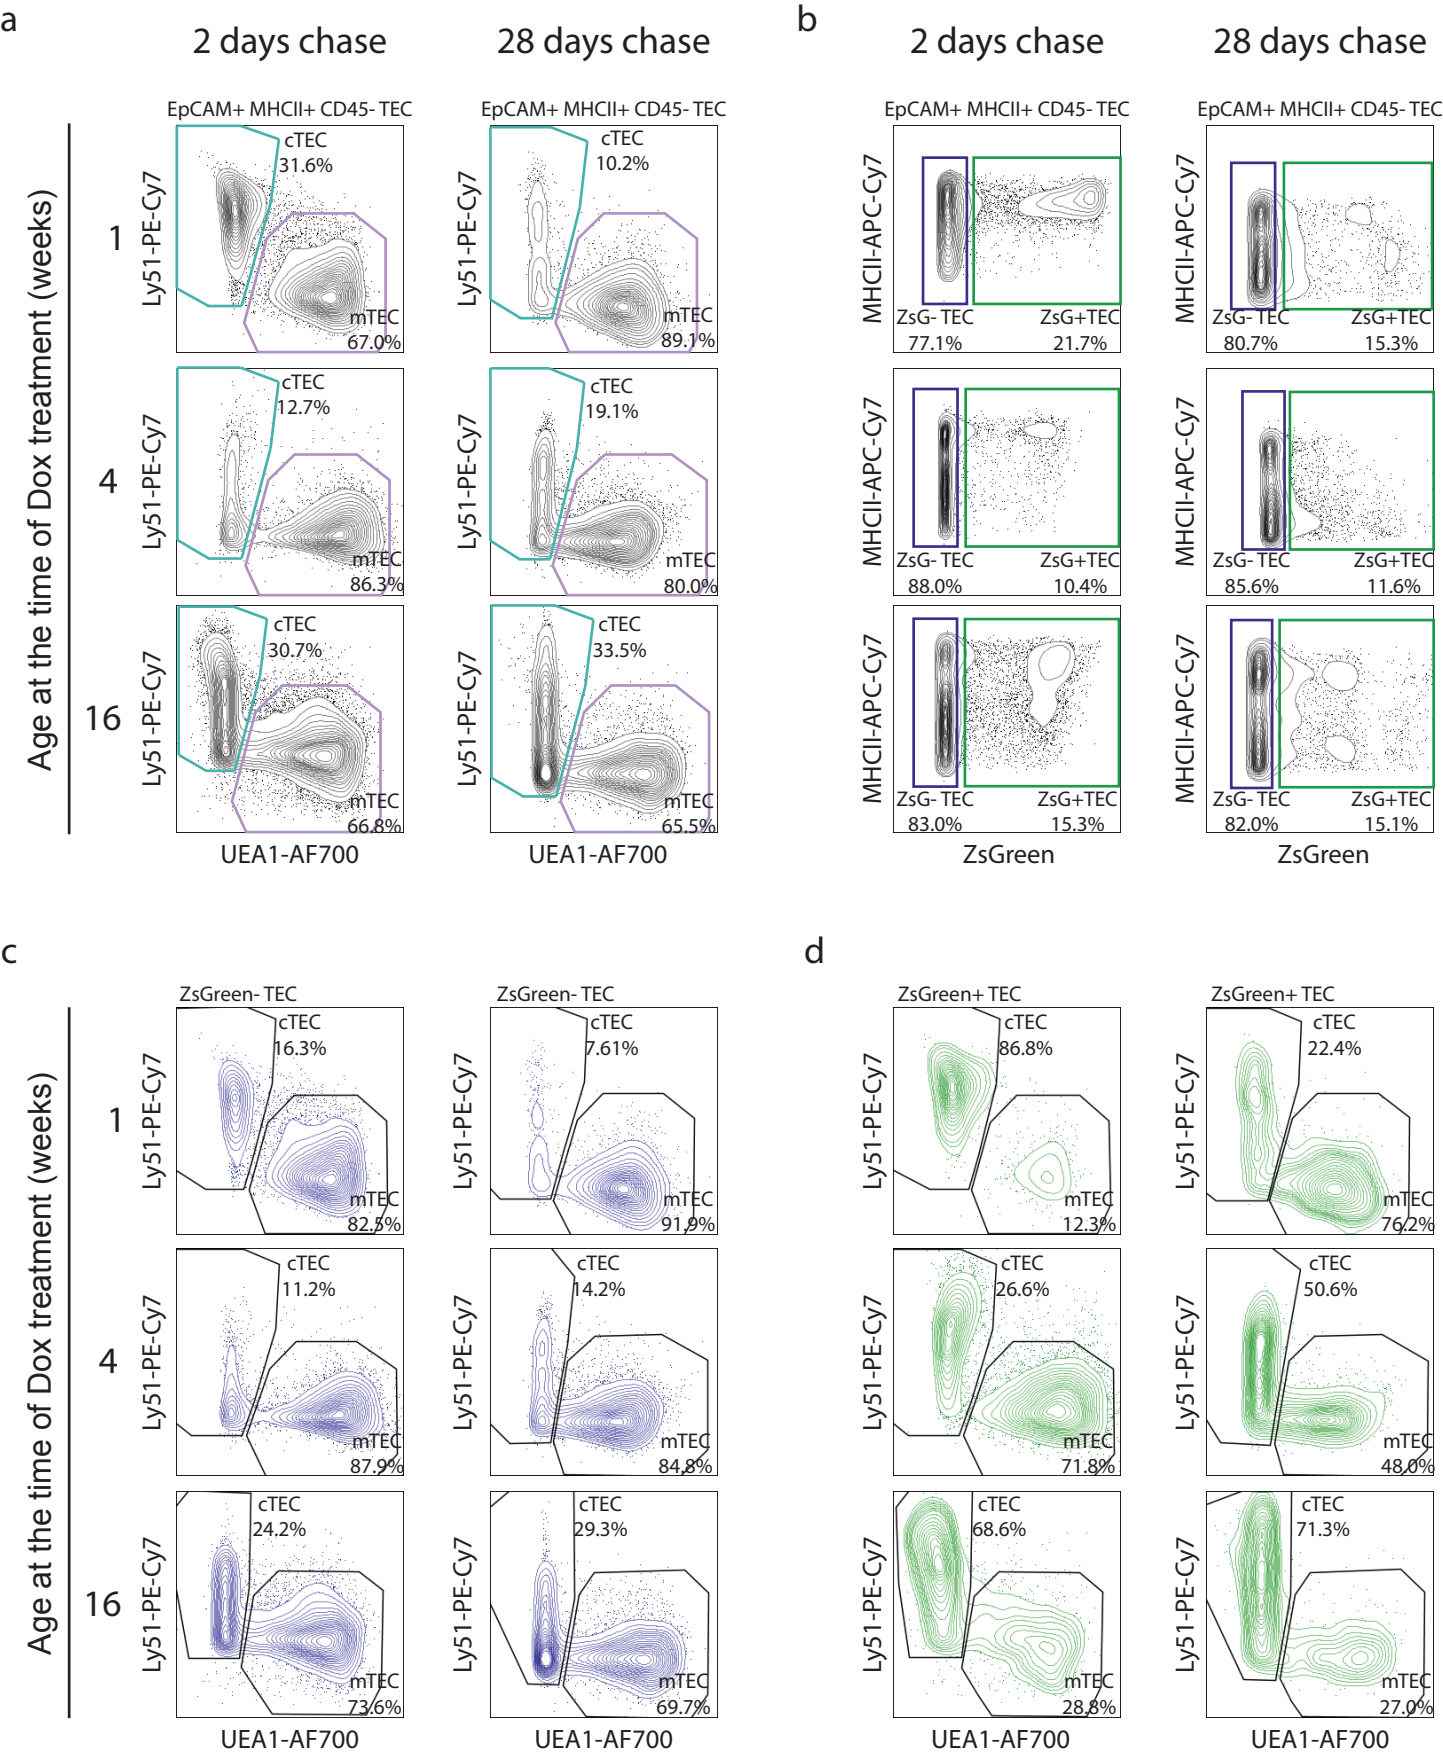 a
2 days chase
28 days chase
b
2 days chase
28 days chase
EpCAM+ MHCII+ CD45- TEC
EpCAM+ MHCII+ CD45- TEC
EpCAM+ MHCII+ CD45- TEC
EpCAM+ MHCII+ CD45- TEC
Age at the time of Dox treatment (weeks)
1
Ly51-PE-Cy7
cTEC
31.6%
mTEC
67.0%
Ly51-PE-Cy7
cTEC
10.2%
mTEC
89.1%
MHCII-APC-Cy7
ZsG- TEC
77.1%
ZsG+TEC
21.7%
MHCII-APC-Cy7
ZsG- TEC
80.7%
ZsG+TEC
15.3%
4
Ly51-PE-Cy7
cTEC
12.7%
mTEC
86.3%
Ly51-PE-Cy7
cTEC
19.1%
mTEC
80.0%
MHCII-APC-Cy7
ZsG- TEC
88.0%
ZsG+TEC
10.4%
MHCII-APC-Cy7
ZsG- TEC
85.6%
ZsG+TEC
11.6%
16
Ly51-PE-Cy7
cTEC
30.7%
mTEC
66.8%
Ly51-PE-Cy7
cTEC
33.5%
mTEC
65.5%
MHCII-APC-Cy7
ZsG- TEC
83.0%
ZsG+TEC
15.3%
MHCII-APC-Cy7
ZsG- TEC
82.0%
ZsG+TEC
15.1%
UEA1-AF700
UEA1-AF700
ZsGreen
ZsGreen
c
d
ZsGreen- TEC
ZsGreen- TEC
ZsGreen+ TEC
ZsGreen+ TEC
Age at the time of Dox treatment (weeks)
1
Ly51-PE-Cy7
cTEC
16.3%
mTEC
82.5%
Ly51-PE-Cy7
cTEC
7.61%
mTEC
91.9%
Ly51-PE-Cy7
cTEC
86.8%
mTEC
12.3%
Ly51-PE-Cy7
cTEC
22.4%
mTEC
76.2%
4
Ly51-PE-Cy7
cTEC
11.2%
mTEC
87.9%
Ly51-PE-Cy7
cTEC
14.2%
mTEC
84.8%
Ly51-PE-Cy7
cTEC
26.6%
mTEC
71.8%
Ly51-PE-Cy7
cTEC
50.6%
mTEC
48.0%
16
Ly51-PE-Cy7
cTEC
24.2%
mTEC
73.6%
Ly51-PE-Cy7
cTEC
29.3%
mTEC
69.7%
Ly51-PE-Cy7
cTEC
68.6%
mTEC
28.8%
Ly51-PE-Cy7
cTEC
71.3%
mTEC
27.0%
UEA1-AF700
UEA1-AF700
UEA1-AF700
UEA1-AF700